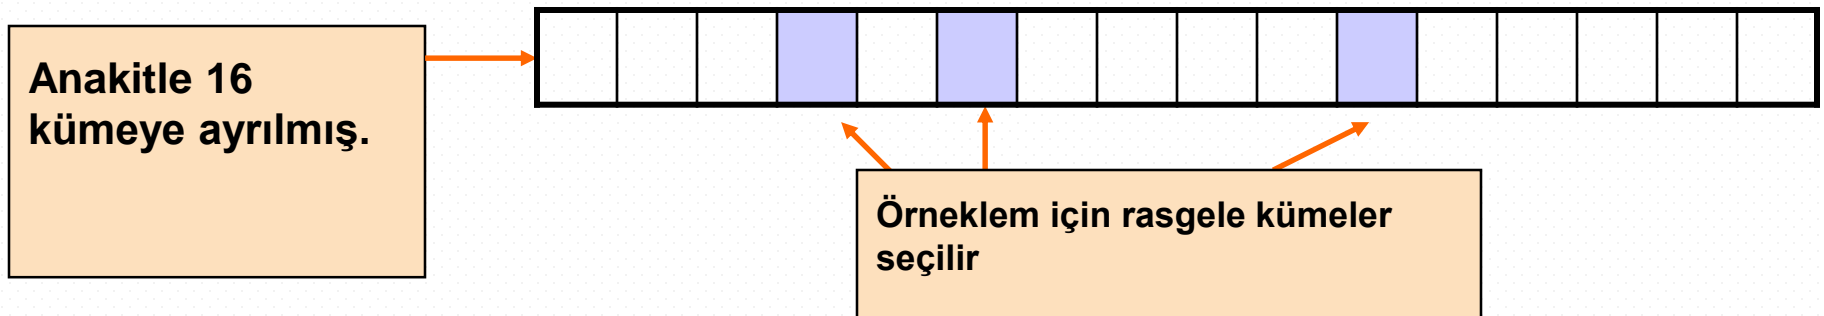 Anakitle 16
kümeye ayrılmış.
Örneklem için rasgele kümeler
seçilir